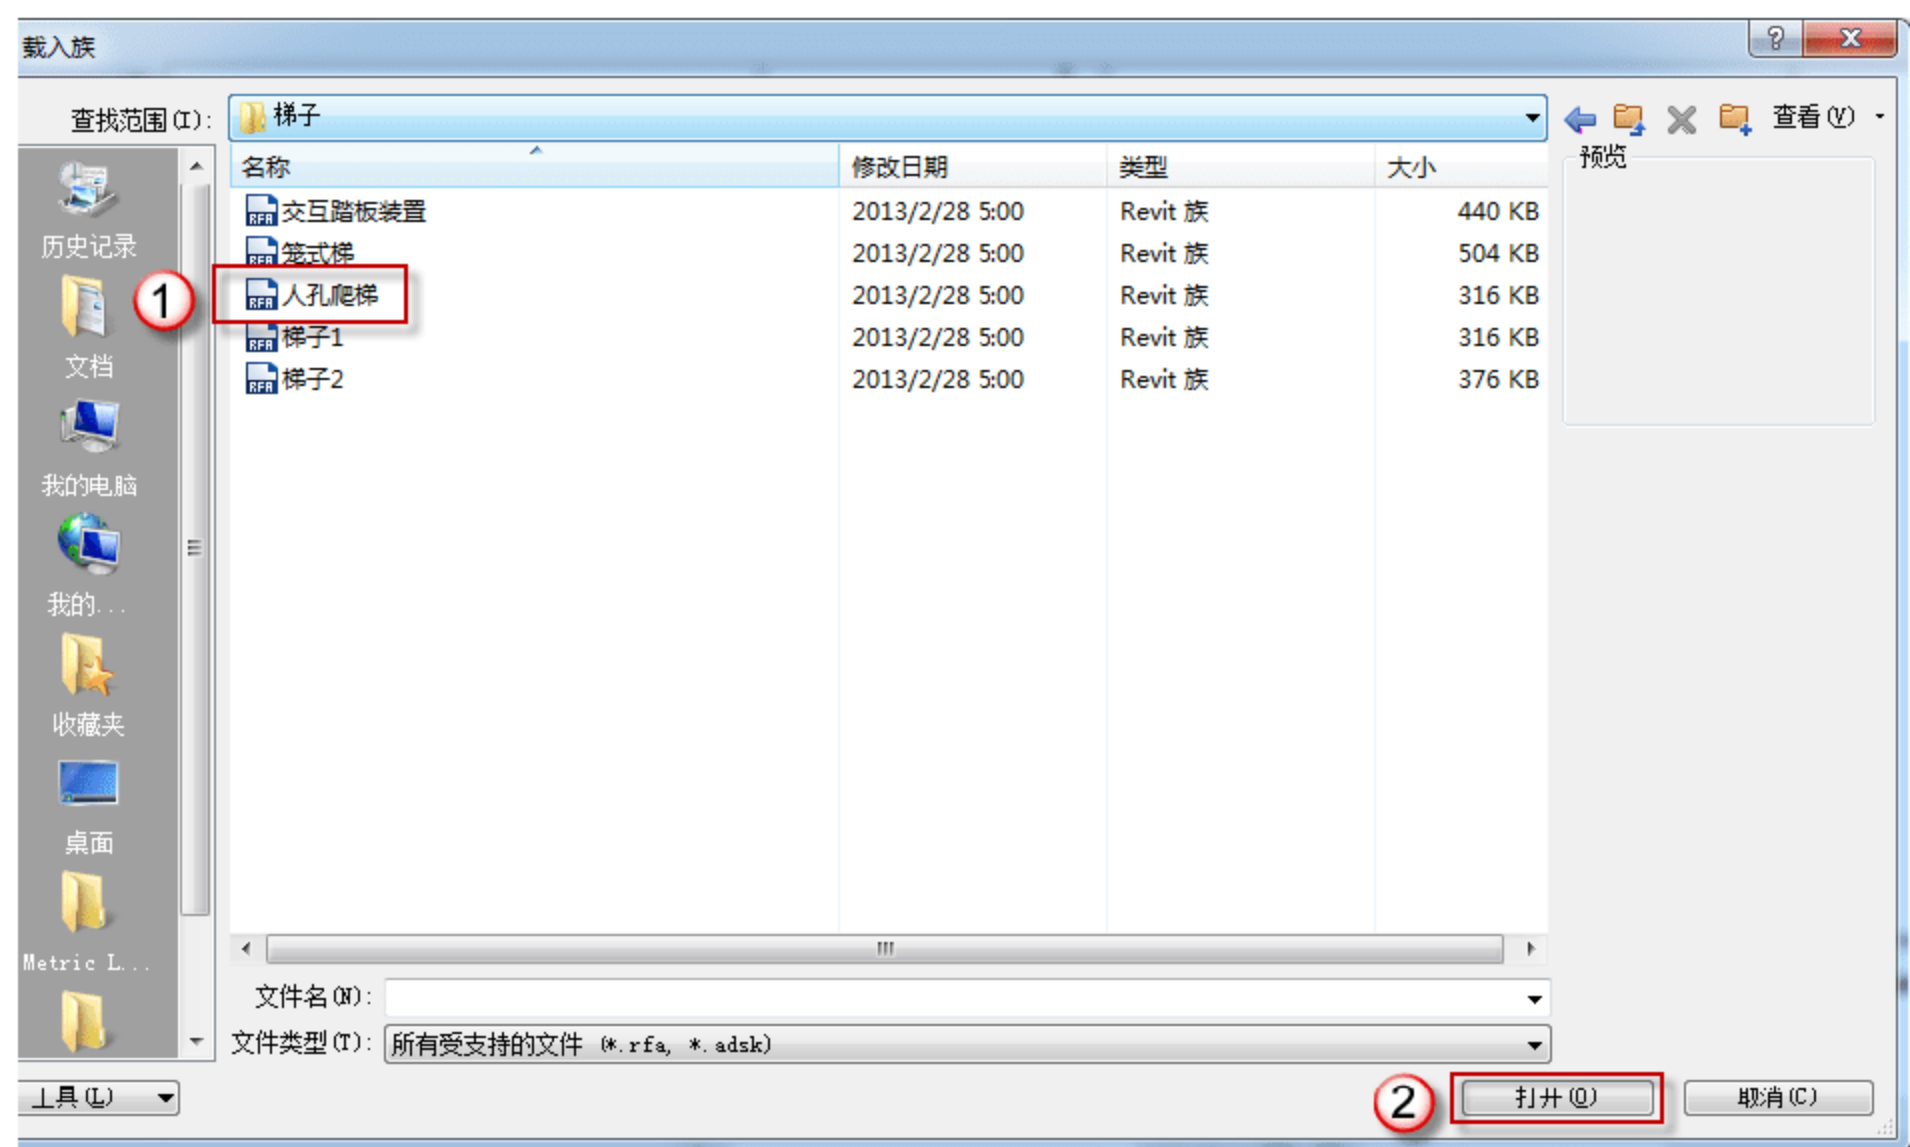 载入族
?
X
查找范围(I):
梯子
查看(V)
名称 修改日期 类型 大小
预览
交互踏板装置 2013/2/28 5:00 Revit 族 440 KB
笼式梯 2013/2/28 5:00 Revit 族 504 KB
人孔爬梯 2013/2/28 5:00 Revit 族 316 KB
梯子1 2013/2/28 5:00 Revit 族 316 KB
梯子2 2013/2/28 5:00 Revit 族 376 KB
RFA
RFA
RFA
RFA
RFA
1
历史记录
文档
我的电脑
我的...
收藏夹
桌面
Metric L...
文件名(N):
文件类型(T): 所有受支持的文件 (*.rfa, *.adsk)
工具(L)
2
打开(O)
取消(C)